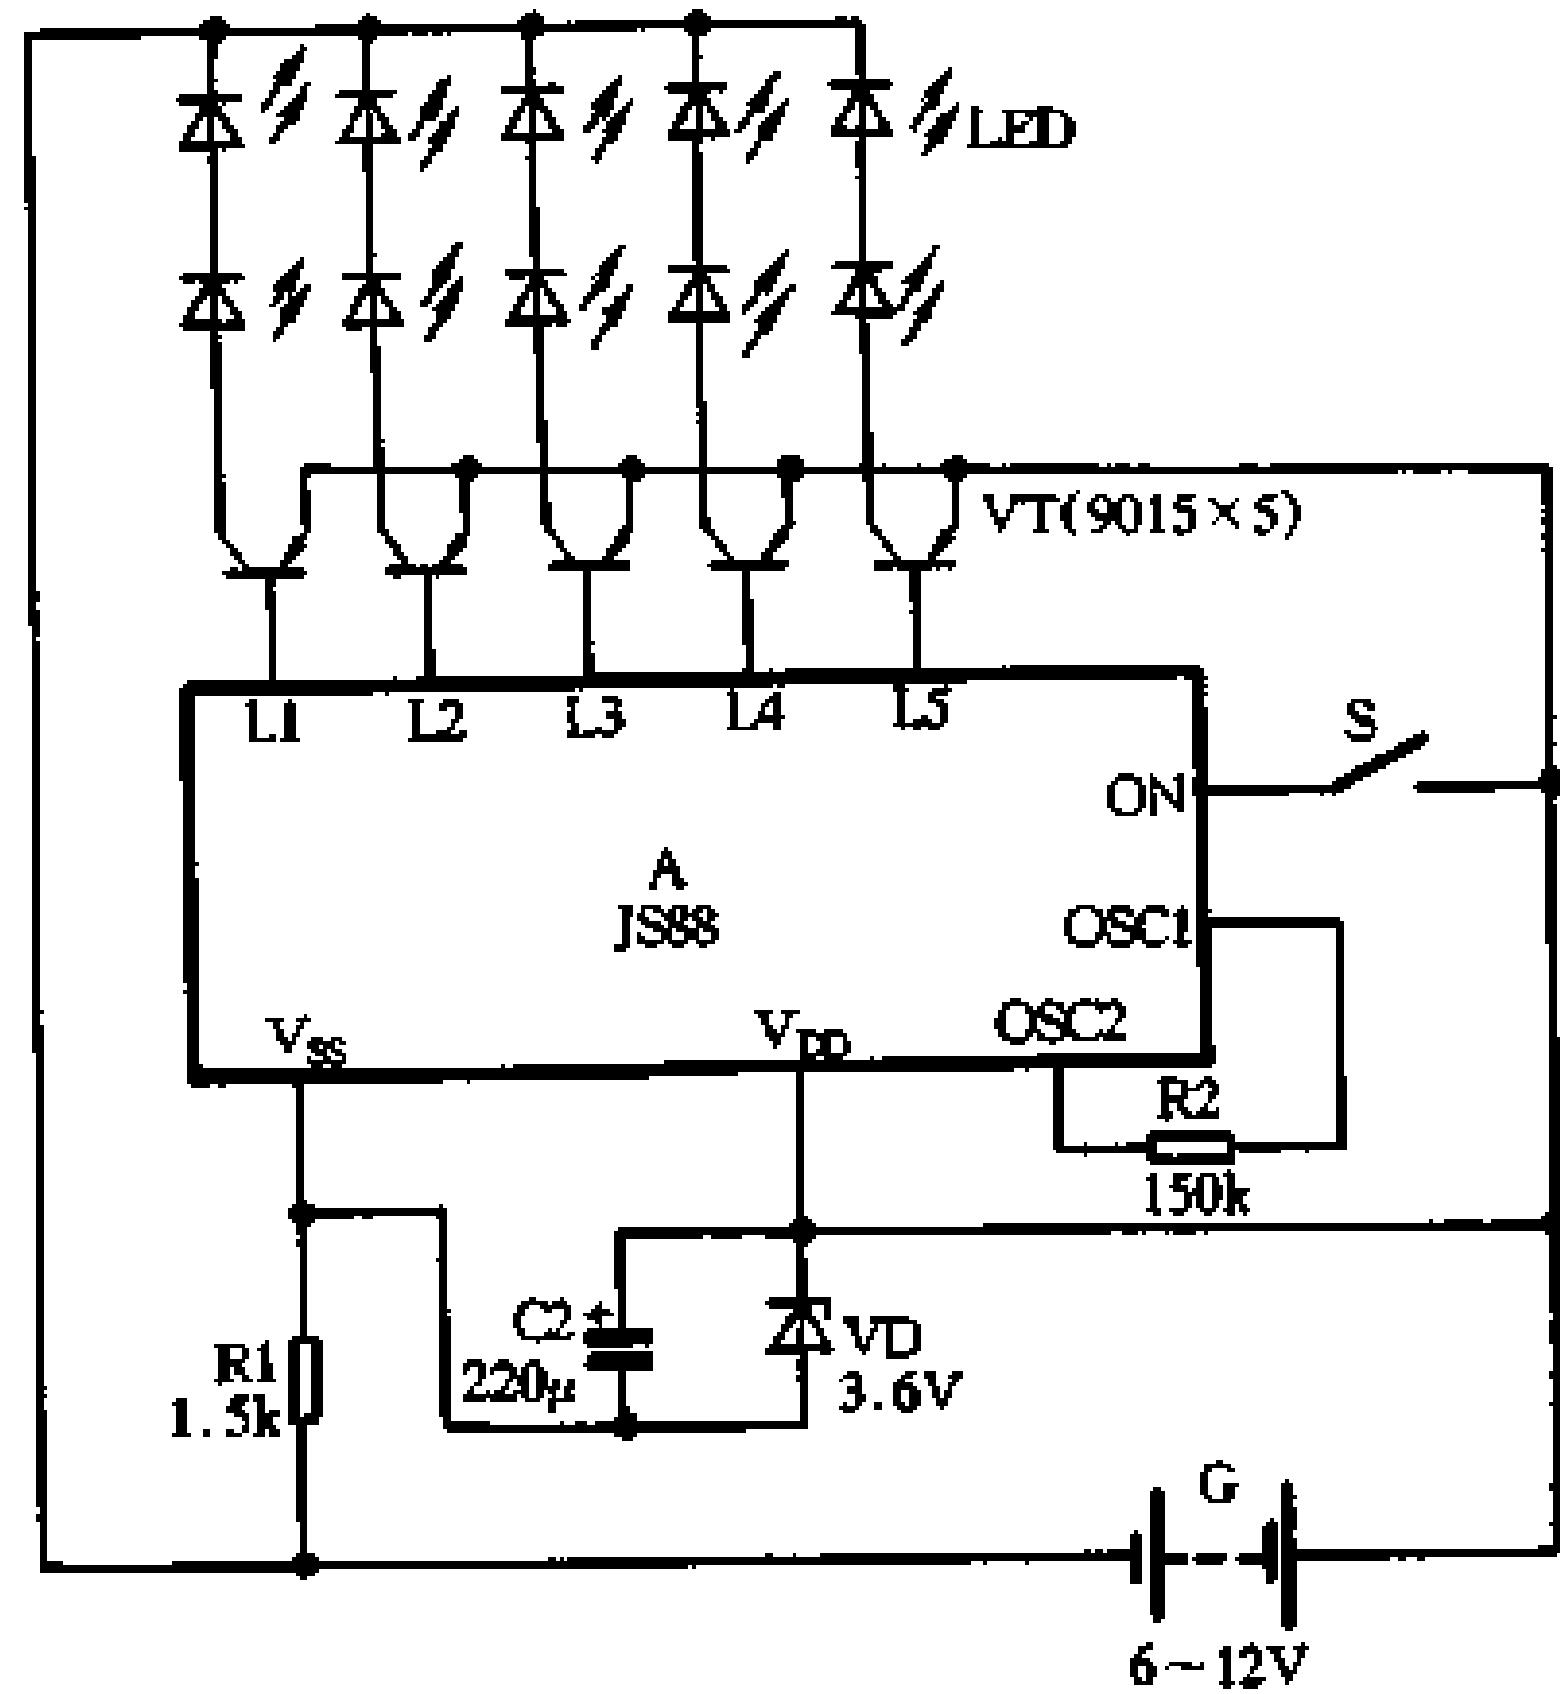 LED
VT(9015×5)
L1 L2 L3 L4 L5
S
ON
A
JS88
OSC1
OSC2
VSS VDD
R2
150k
C2 +
220μ
VD
3.6V
R1
1.5k
G
6~12V